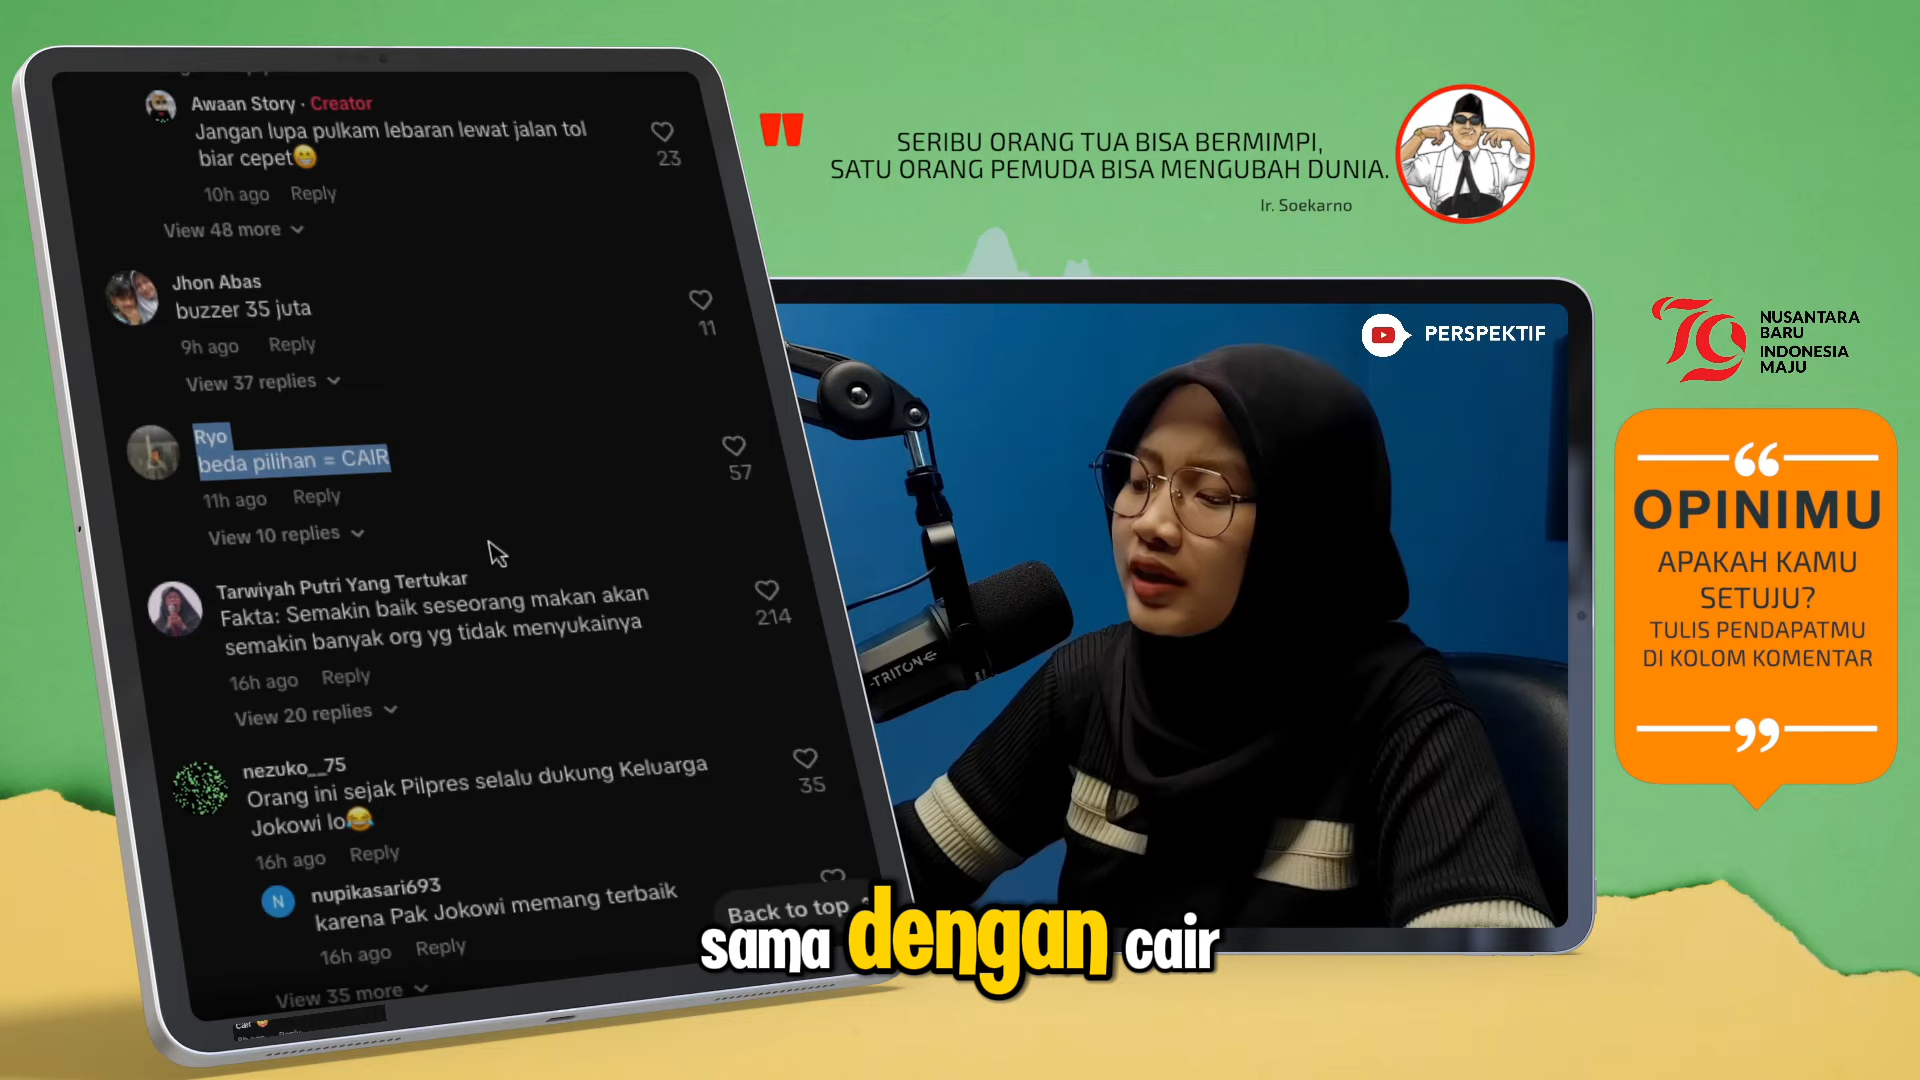 Awaan Story · Creator
Jangan lupa pulkam lebaran lewat jalan tol
biar cepet😁
23
10h ago Reply
View 48 more
Jhon Abas
buzzer 35 juta
11
9h ago Reply
View 37 replies
Ryo
beda pilihan = CAIR
57
11h ago Reply
View 10 replies
Tarwiyah Putri Yang Tertukar
Fakta: Semakin baik seseorang makan akan
semakin banyak org yg tidak menyukainya
214
16h ago Reply
View 20 replies
nezuko__75
Orang ini sejak Pilpres selalu dukung Keluarga
Jokowi lo😂
35
16h ago Reply
N
nupikasari693
karena Pak Jokowi memang terbaik
16h ago Reply
View 35 more
Back to top
cair
" SERIBU ORANG TUA BISA BERMIMPI,
SATU ORANG PEMUDA BISA MENGUBAH DUNIA.
Ir. Soekarno
PERSPEKTIF
TRITON
79
NUSANTARA
BARU
INDONESIA
MAJU
“
OPINIMU
APAKAH KAMU
SETUJU?
TULIS PENDAPATMU
DI KOLOM KOMENTAR
”
sama dengan cair